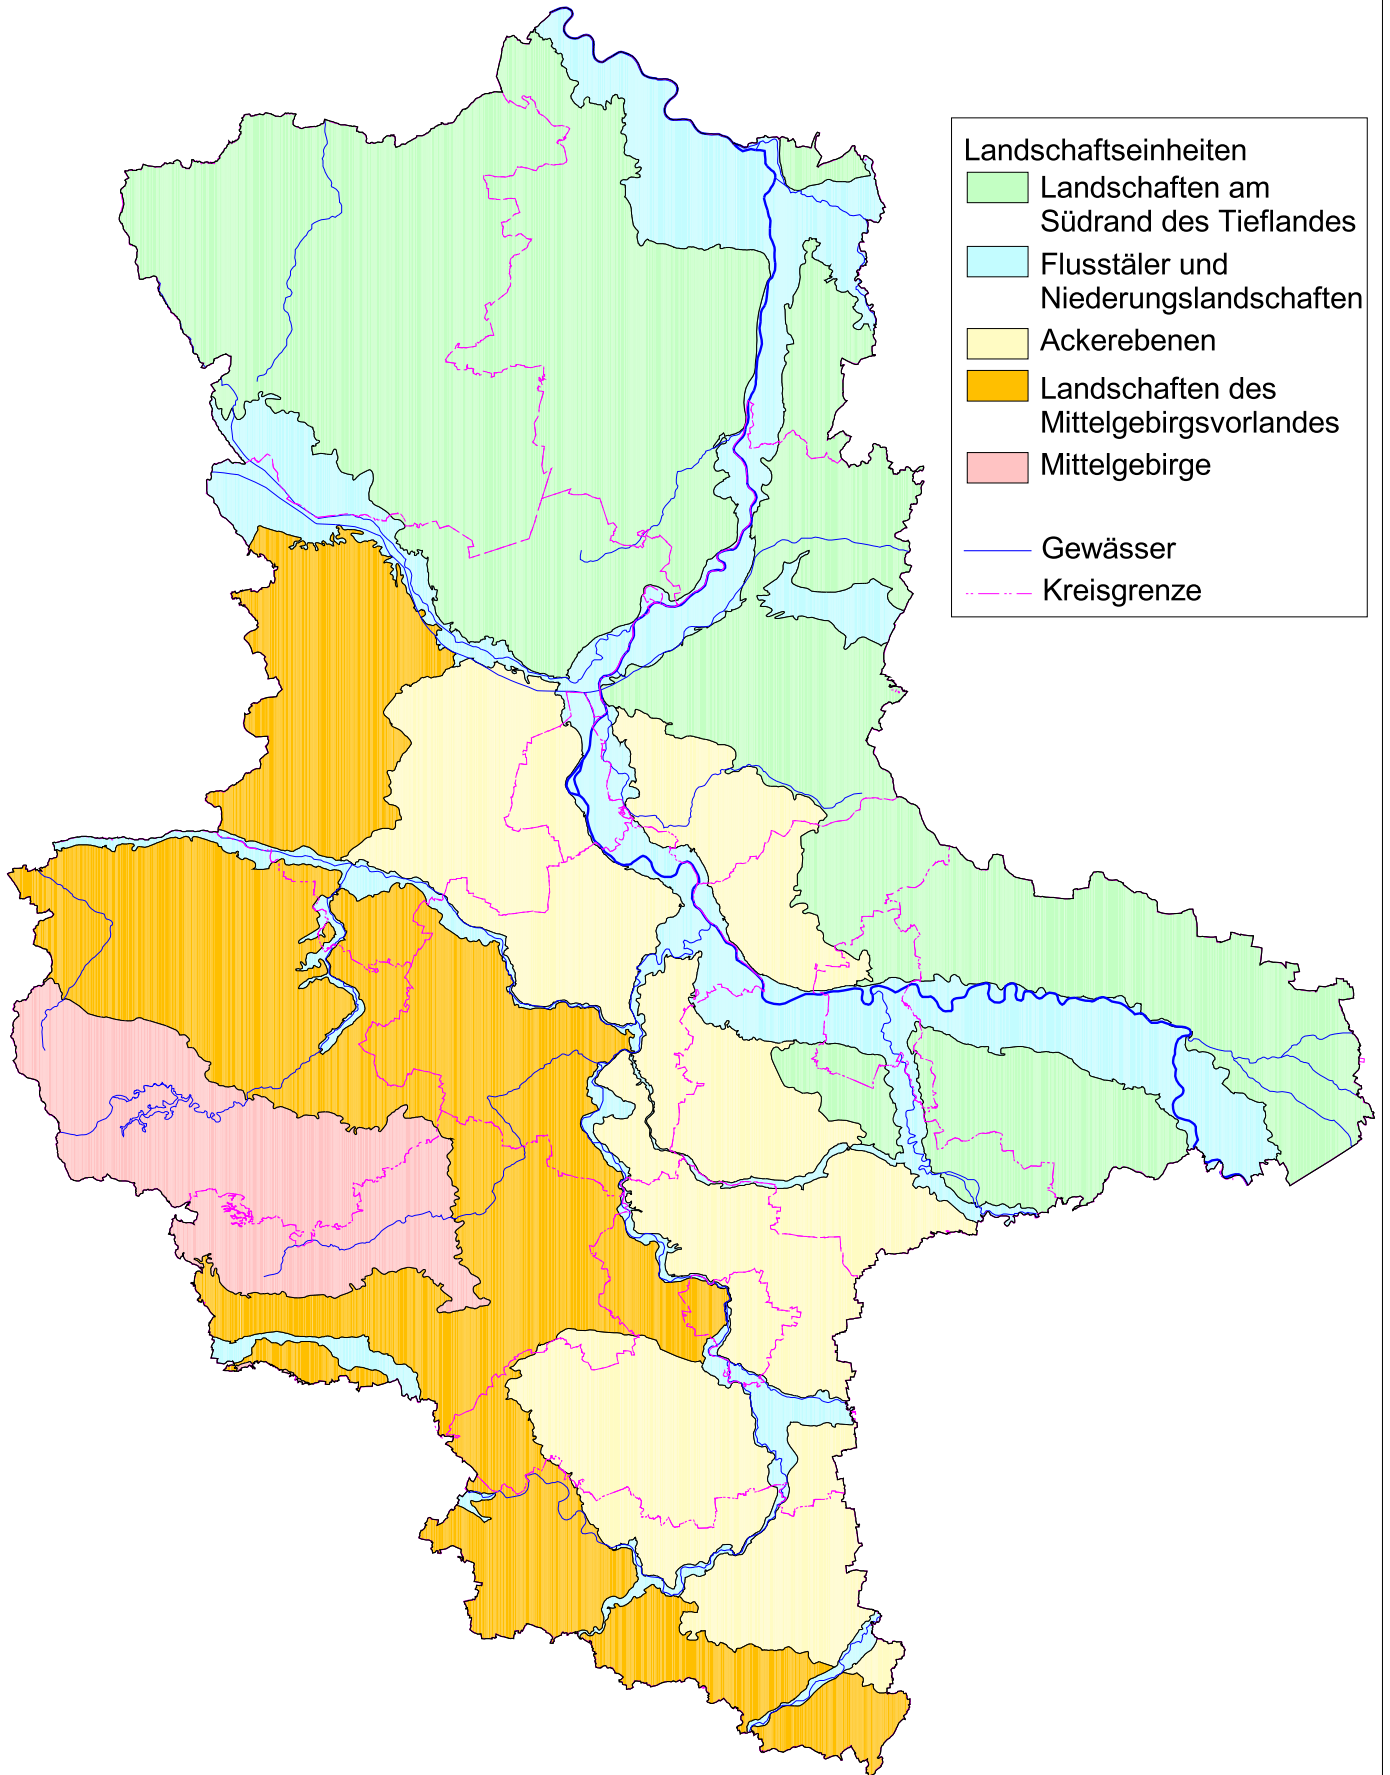 Landschaftseinheiten
Landschaften am
Südrand des Tieflandes
Flusstäler und
Niederungslandschaften
Ackerebenen
Landschaften des
Mittelgebirgsvorlandes
Mittelgebirge
Gewässer
Kreisgrenze